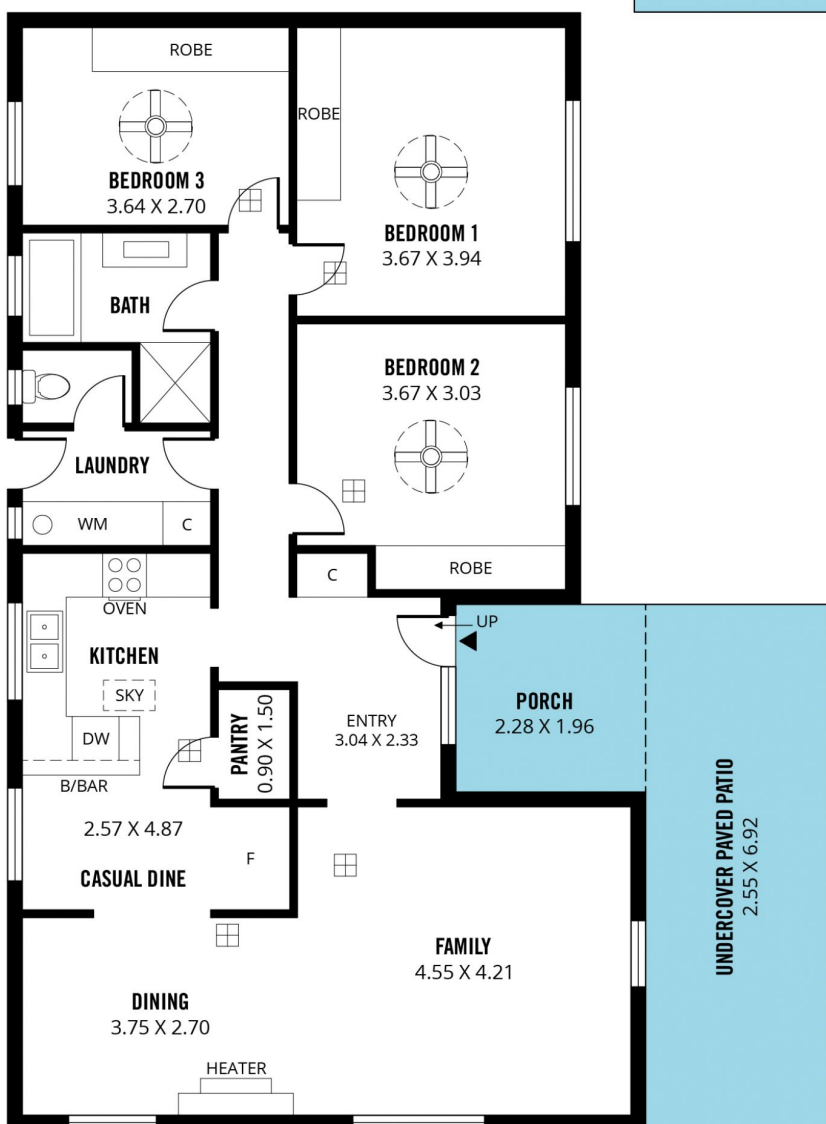 ROBE
BEDROOM 3
3.64 X 2.70
ROBE
BEDROOM 1
3.67 X 3.94
BATH
BEDROOM 2
3.67 X 3.03
LAUNDRY
WM
C
ROBE
C
OVEN
KITCHEN
SKY
DW
B/BAR
PANTRY
0.90 X 1.50
UP
ENTRY
3.04 X 2.33
PORCH
2.28 X 1.96
2.57 X 4.87
CASUAL DINE
F
UNDERCOVER PAVED PATIO
2.55 X 6.92
FAMILY
4.55 X 4.21
DINING
3.75 X 2.70
HEATER